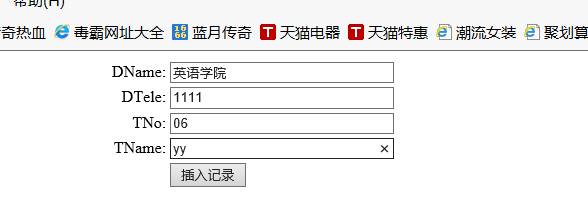 帮助(H)
奇热血 毒霸网址大全 蓝月传奇 天猫电器 天猫特惠 潮流女装 聚划算
DName: 英语学院
DTele: 1111
TNo: 06
TName: yy ×
插入记录